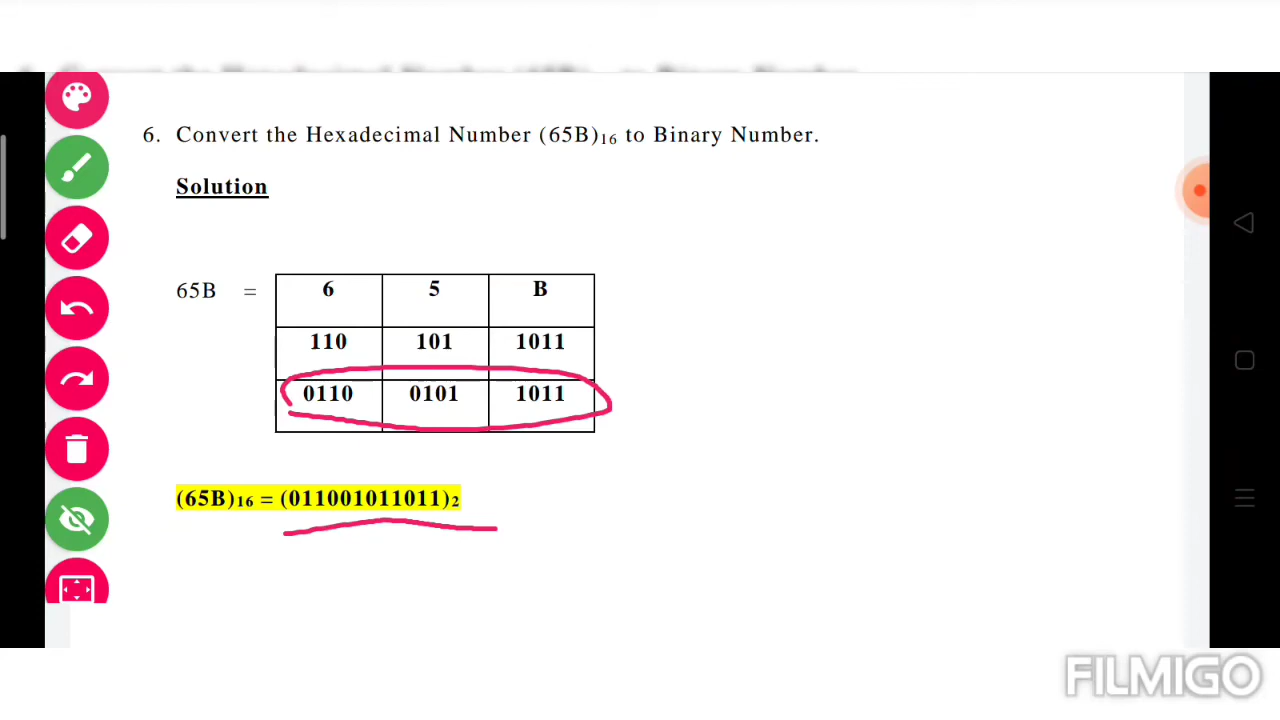 6. Convert the Hexadecimal Number (65B)₁₆ to Binary Number.
Solution
65B = 6 5 B
110 101 1011
0110 0101 1011
(65B)₁₆ = (011001011011)₂
FILMIGO